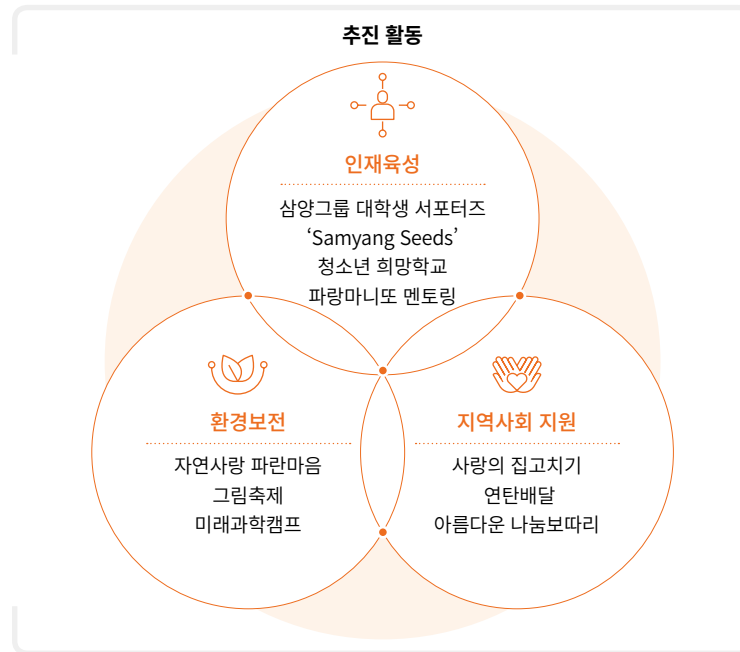 추진 활동
인재육성
삼양그룹 대학생 서포터즈
‘Samyang Seeds’
청소년 희망학교
파랑마니또 멘토링
환경보전
자연사랑 파란마음
그림축제
미래과학캠프
지역사회 지원
사랑의 집고치기
연탄배달
아름다운 나눔보따리